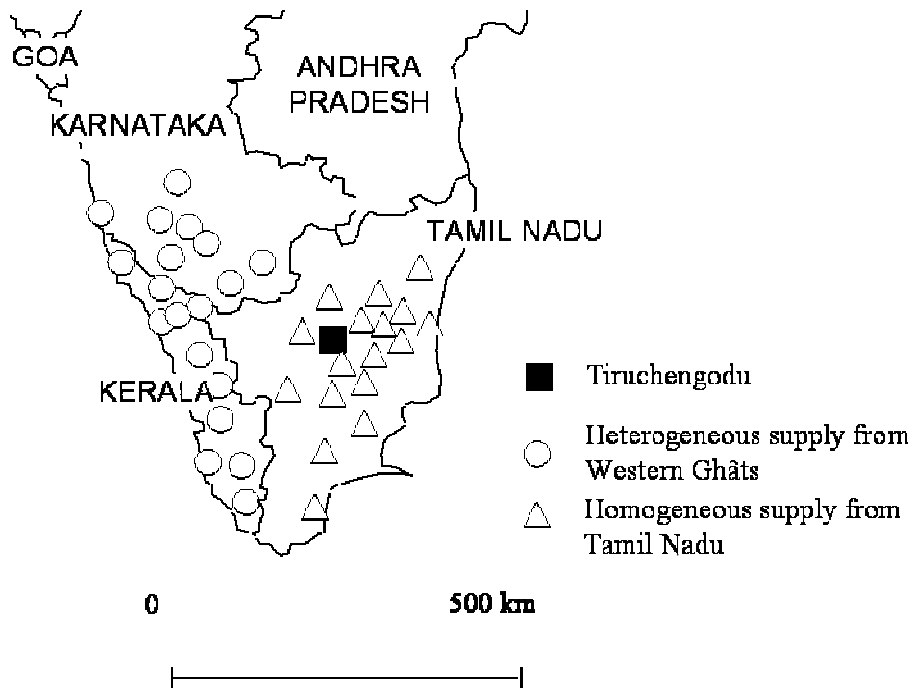 GOA
ANDHRA
PRADESH
KARNATAKA
TAMIL NADU
KERALA
Tiruchengodu
Heterogeneous supply from
Western Ghâts
Homogeneous supply from
Tamil Nadu
0 500 km